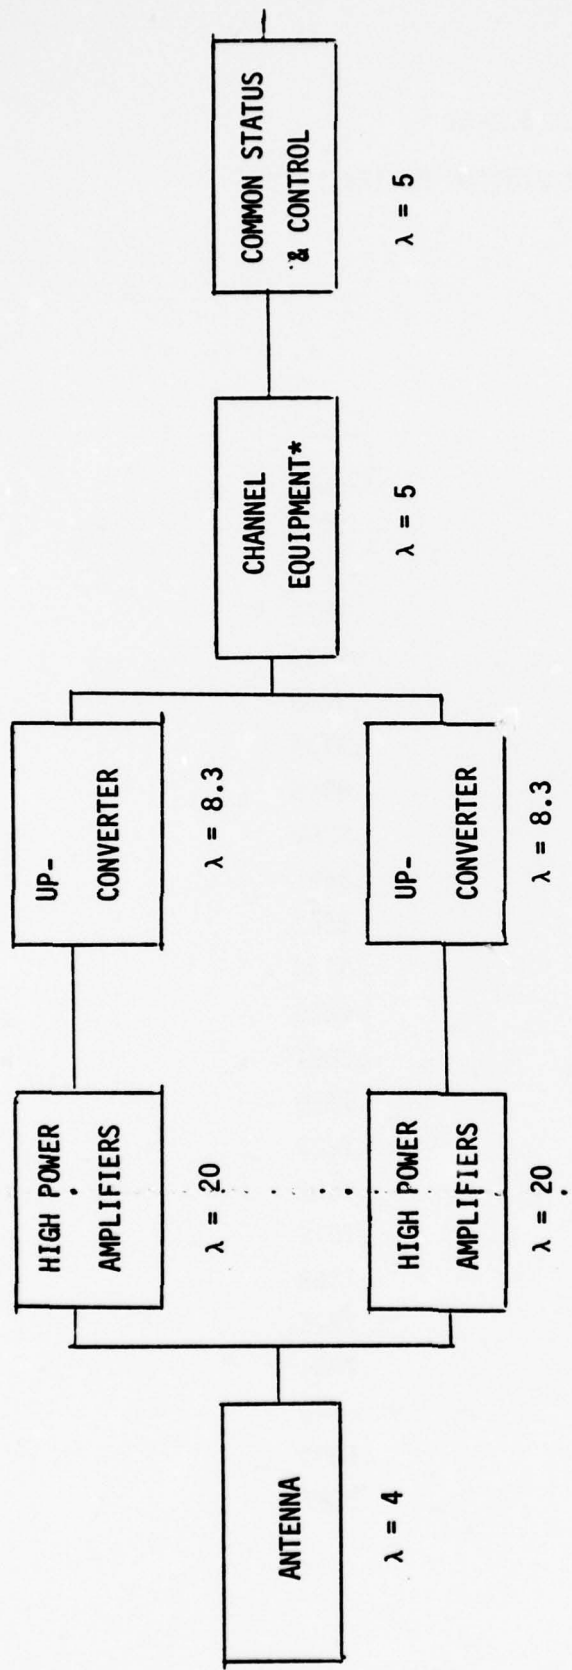 ANTENNA
λ = 4
HIGH POWER
AMPLIFIERS
λ = 20
UP-
CONVERTER
λ = 8.3
HIGH POWER
AMPLIFIERS
λ = 20
UP-
CONVERTER
λ = 8.3
CHANNEL
EQUIPMENT*
λ = 5
COMMON STATUS
& CONTROL
λ = 5